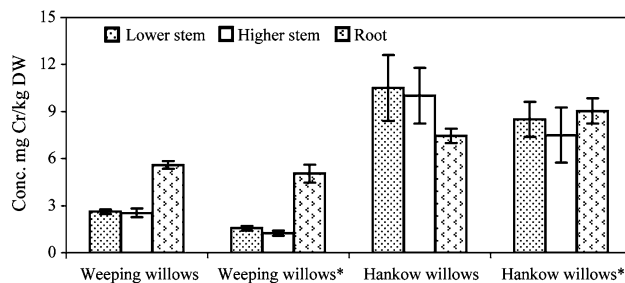 15
Lower stem Higher stem Root
12
9
6
3
0
Conc. mg Cr/kg DW
Weeping willows Weeping willows* Hankow willows Hankow willows*